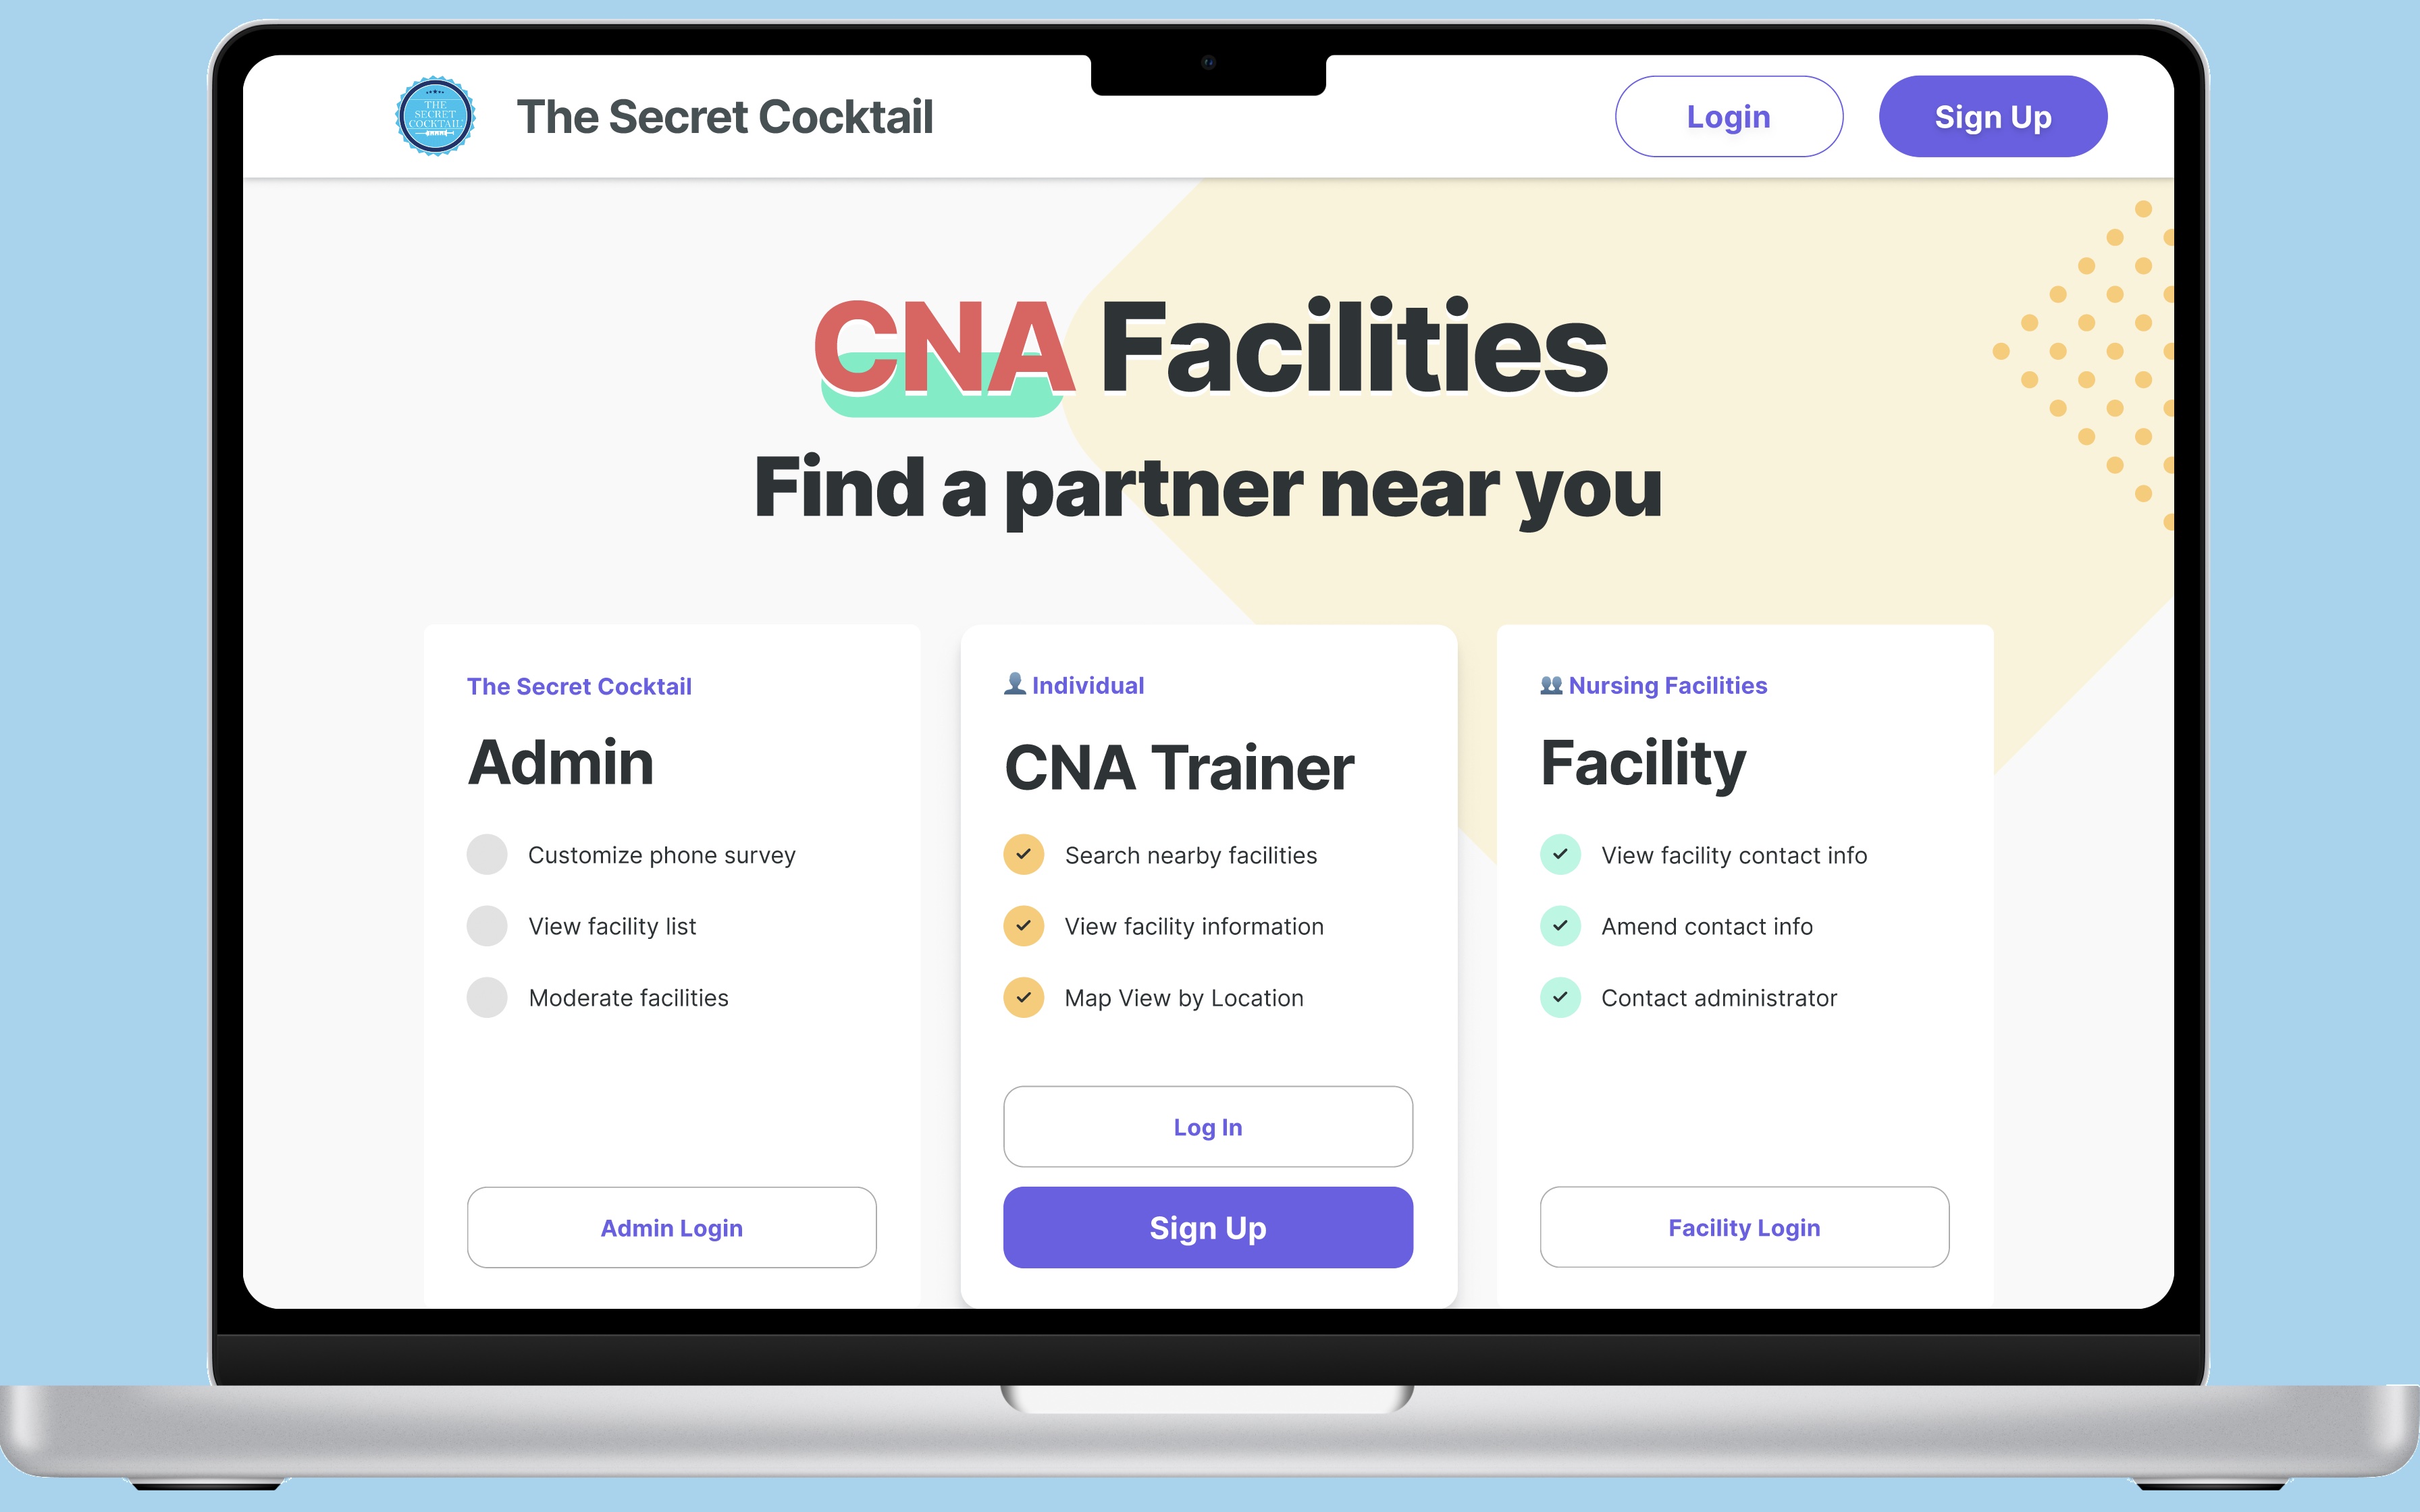 THE
SECRET
COCKTAIL
The Secret Cocktail
Login
Sign Up
CNA Facilities
Find a partner near you
The Secret Cocktail
Admin
Customize phone survey
View facility list
Moderate facilities
Admin Login
Individual
CNA Trainer
Search nearby facilities
View facility information
Map View by Location
Log In
Sign Up
Nursing Facilities
Facility
View facility contact info
Amend contact info
Contact administrator
Facility Login